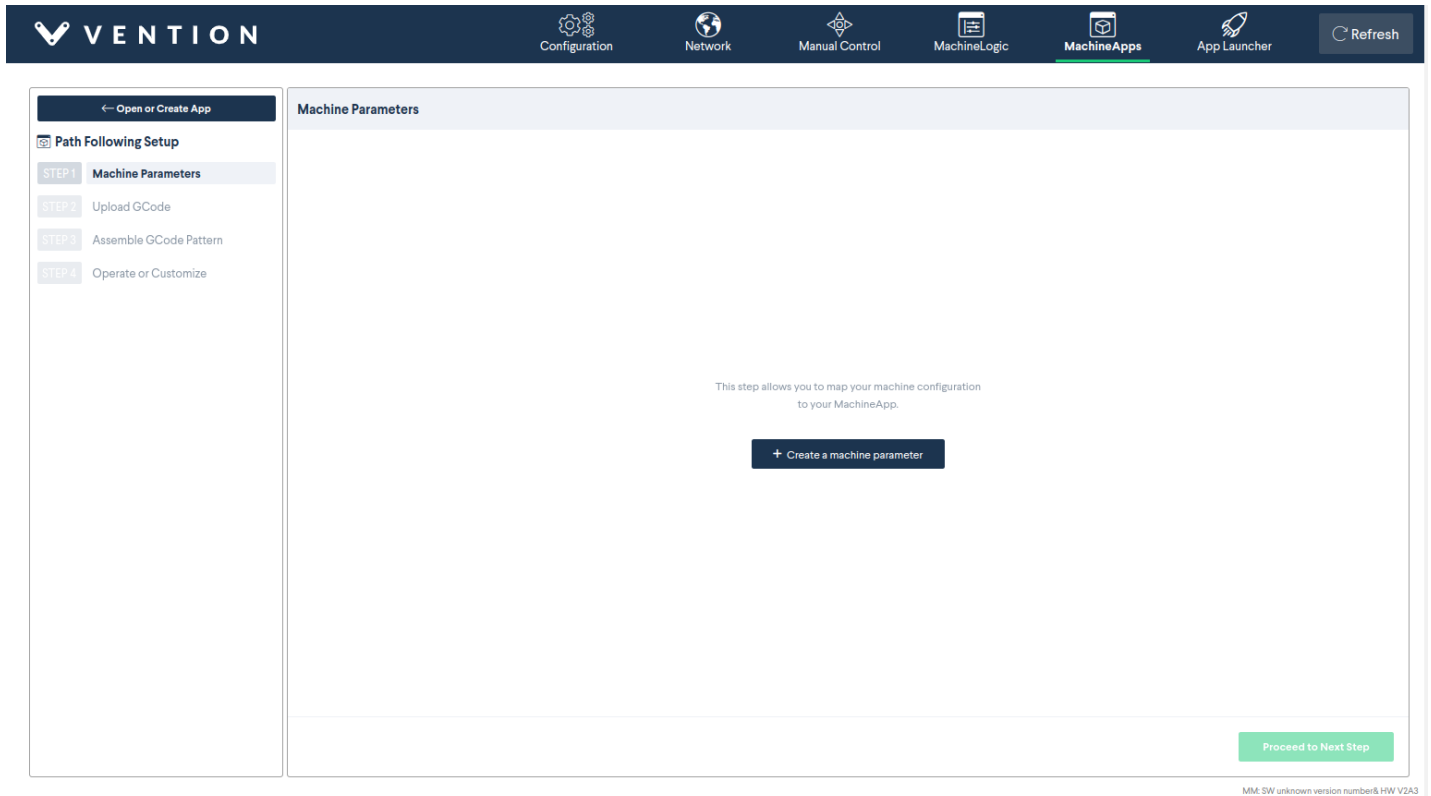 VENTION
Configuration
Network
Manual Control
MachineLogic
MachineApps
App Launcher
Refresh
← Open or Create App
Path Following Setup
STEP 1 Machine Parameters
STEP 2 Upload GCode
STEP 3 Assemble GCode Pattern
STEP 4 Operate or Customize
Machine Parameters
This step allows you to map your machine configuration
to your MachineApp.
+ Create a machine parameter
Proceed to Next Step
MM: SW unknown version number& HW V2A3